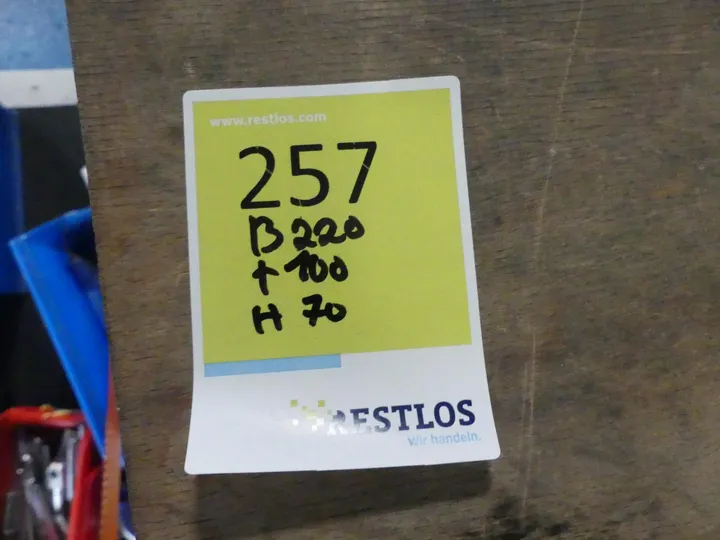 www.restlos.com
257
B 220
t 100
H 70
RESTLOS
Wir handeln.